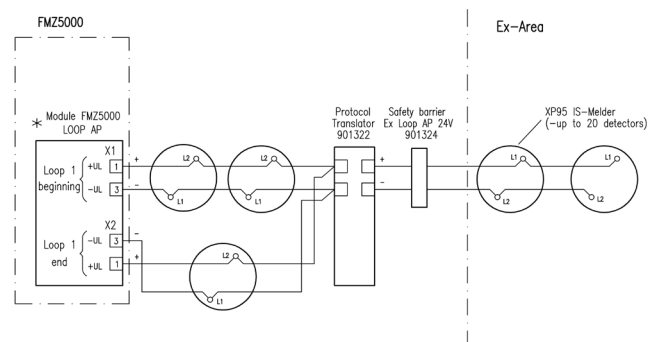 FMZ5000
Ex-Area
* Module FMZ5000
LOOP AP
Protocol
Translator
901322
Safety barrier
Ex Loop AP 24V
901324
XP95 IS-Melder
(-up to 20 detectors)
X1
Loop 1
beginning
+UL 1 +
-UL 3 -
L2
L1
L2
L1
+
-
L1
L2
L1
L2
X2
Loop 1
end
-UL 3 -
+UL 1 +
L2
L1